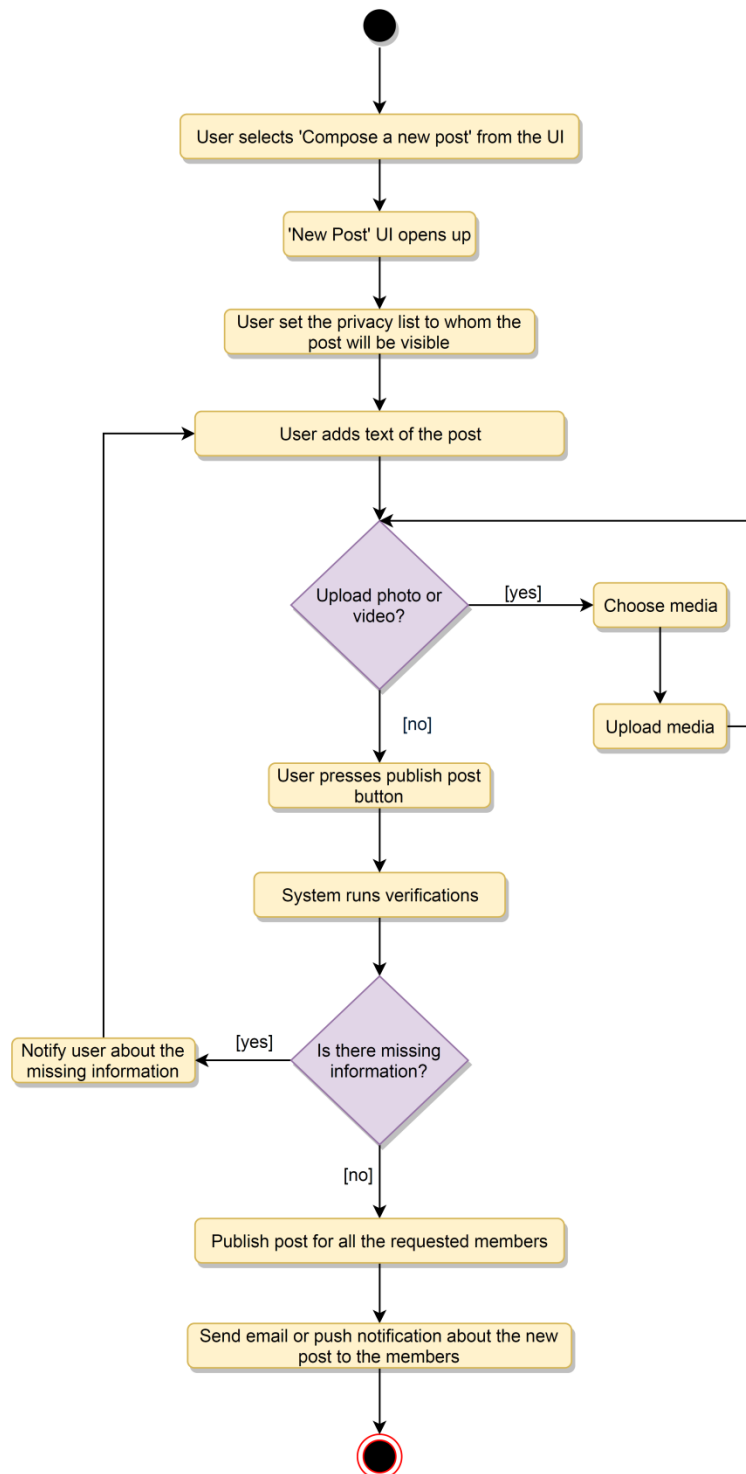 User selects 'Compose a new post' from the UI
'New Post' UI opens up
User set the privacy list to whom the
post will be visible
User adds text of the post
Upload photo or
video?
[yes]
Choose media
Upload media
[no]
User presses publish post
button
System runs verifications
Is there missing
information?
[yes]
Notify user about the
missing information
[no]
Publish post for all the requested members
Send email or push notification about the new
post to the members